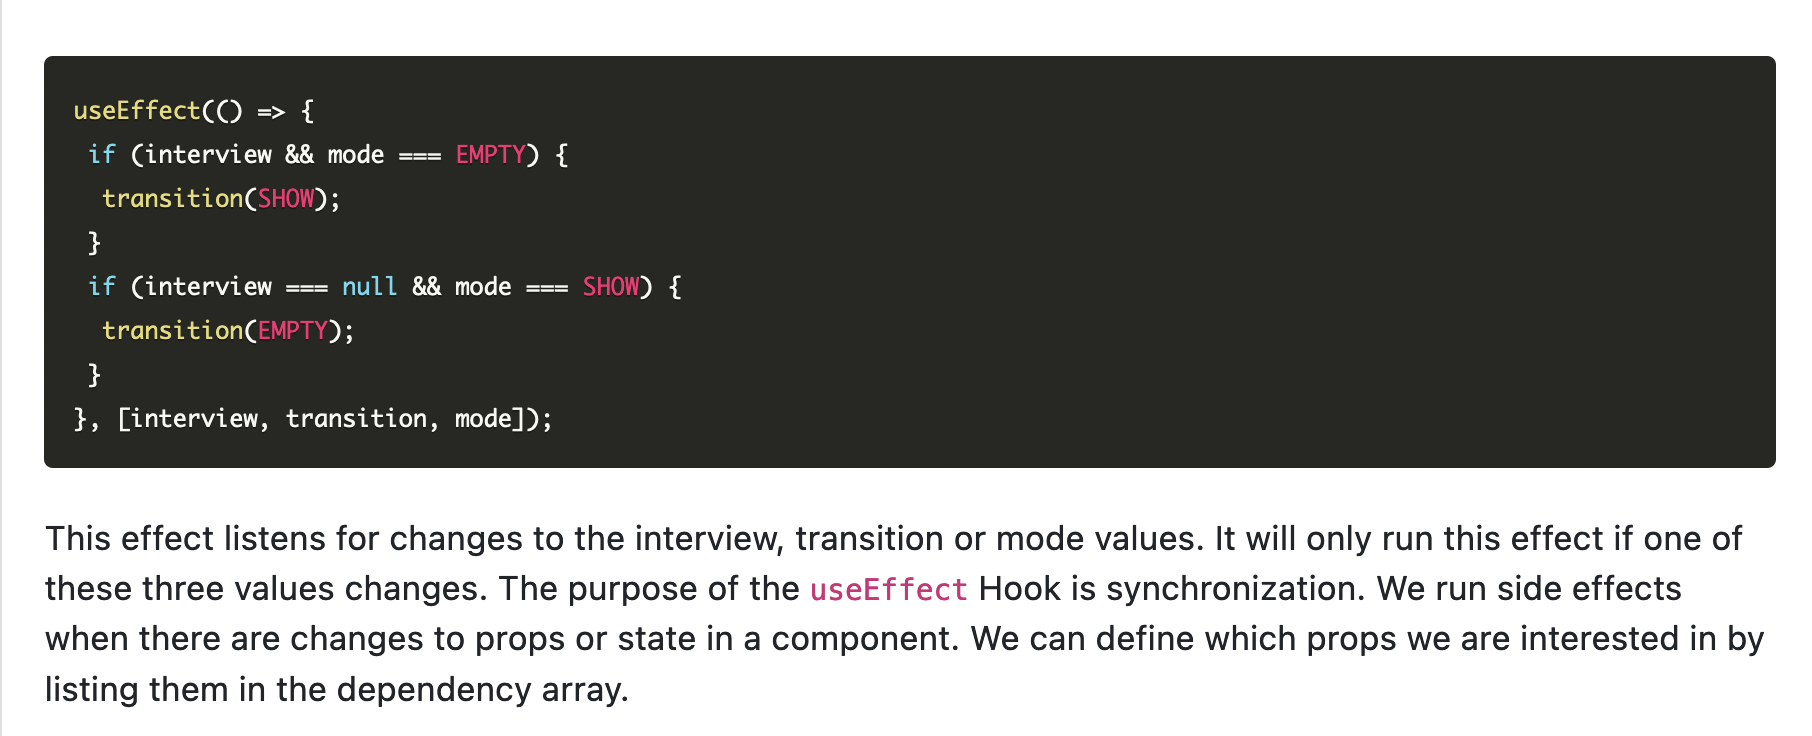 useEffect(() => {
if (interview && mode === EMPTY) {
transition(SHOW);
}
if (interview === null && mode === SHOW) {
transition(EMPTY);
}
}, [interview, transition, mode]);
This effect listens for changes to the interview, transition or mode values. It will only run this effect if one of
these three values changes. The purpose of the useEffect Hook is synchronization. We run side effects
when there are changes to props or state in a component. We can define which props we are interested in by
listing them in the dependency array.